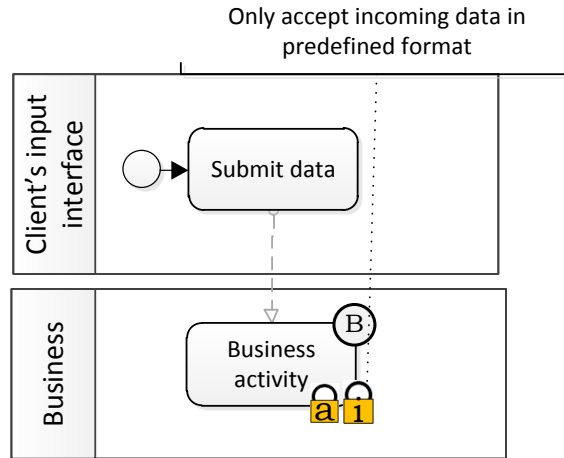 Only accept incoming data in
predefined format
Client's input
interface
Submit data
Business
B
Business
activity
a
i